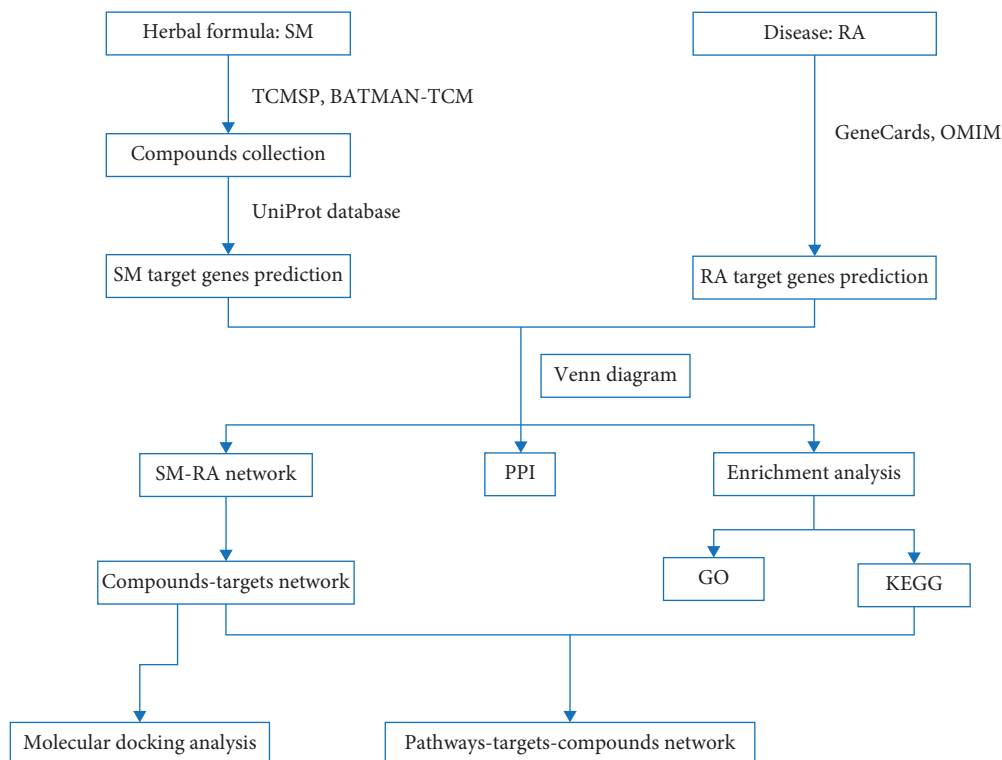 Herbal formula: SM
Disease: RA
TCMSP, BATMAN-TCM
GeneCards, OMIM
Compounds collection
UniProt database
SM target genes prediction
RA target genes prediction
Venn diagram
SM-RA network
PPI
Enrichment analysis
Compounds-targets network
GO
KEGG
Molecular docking analysis
Pathways-targets-compounds network